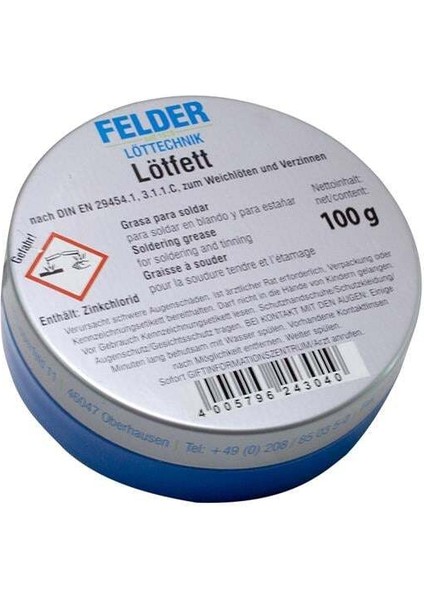 FELDER
LÖTTECHNIK
Lötfett
nach DIN EN 29454.1, 3.1.1.C, zum Weichlöten und Verzinnen
Grasa para soldar
para soldar en blando y para estañar
Soldering grease
for soldering and tinning
Graisse à souder
pour la soudure tendre et l'étamage
Nettoinhalt:
net/content:
100 g
Gefahr!
Enthält: Zinkchlorid
Verursacht schwere Augenschäden. Ist ärztlicher Rat erforderlich, Verpackung oder
Kennzeichnungsetikett bereithalten. Darf nicht in die Hände von Kindern gelangen.
Vor Gebrauch Kennzeichnungsetikett lesen. Schutzhandschuhe/Schutzkleidung/
Augenschutz/Gesichtsschutz tragen. BEI KONTAKT MIT DEN AUGEN: Einige
Minuten lang behutsam mit Wasser spülen. Vorhandene Kontaktlinsen
nach Möglichkeit entfernen. Weiter spülen.
Sofort GIFTINFORMATIONSZENTRUM/Arzt anrufen.
4 005796 243040
11 | 46047 Oberhausen | Tel: +49 (0) 208 / 85 03 5-0